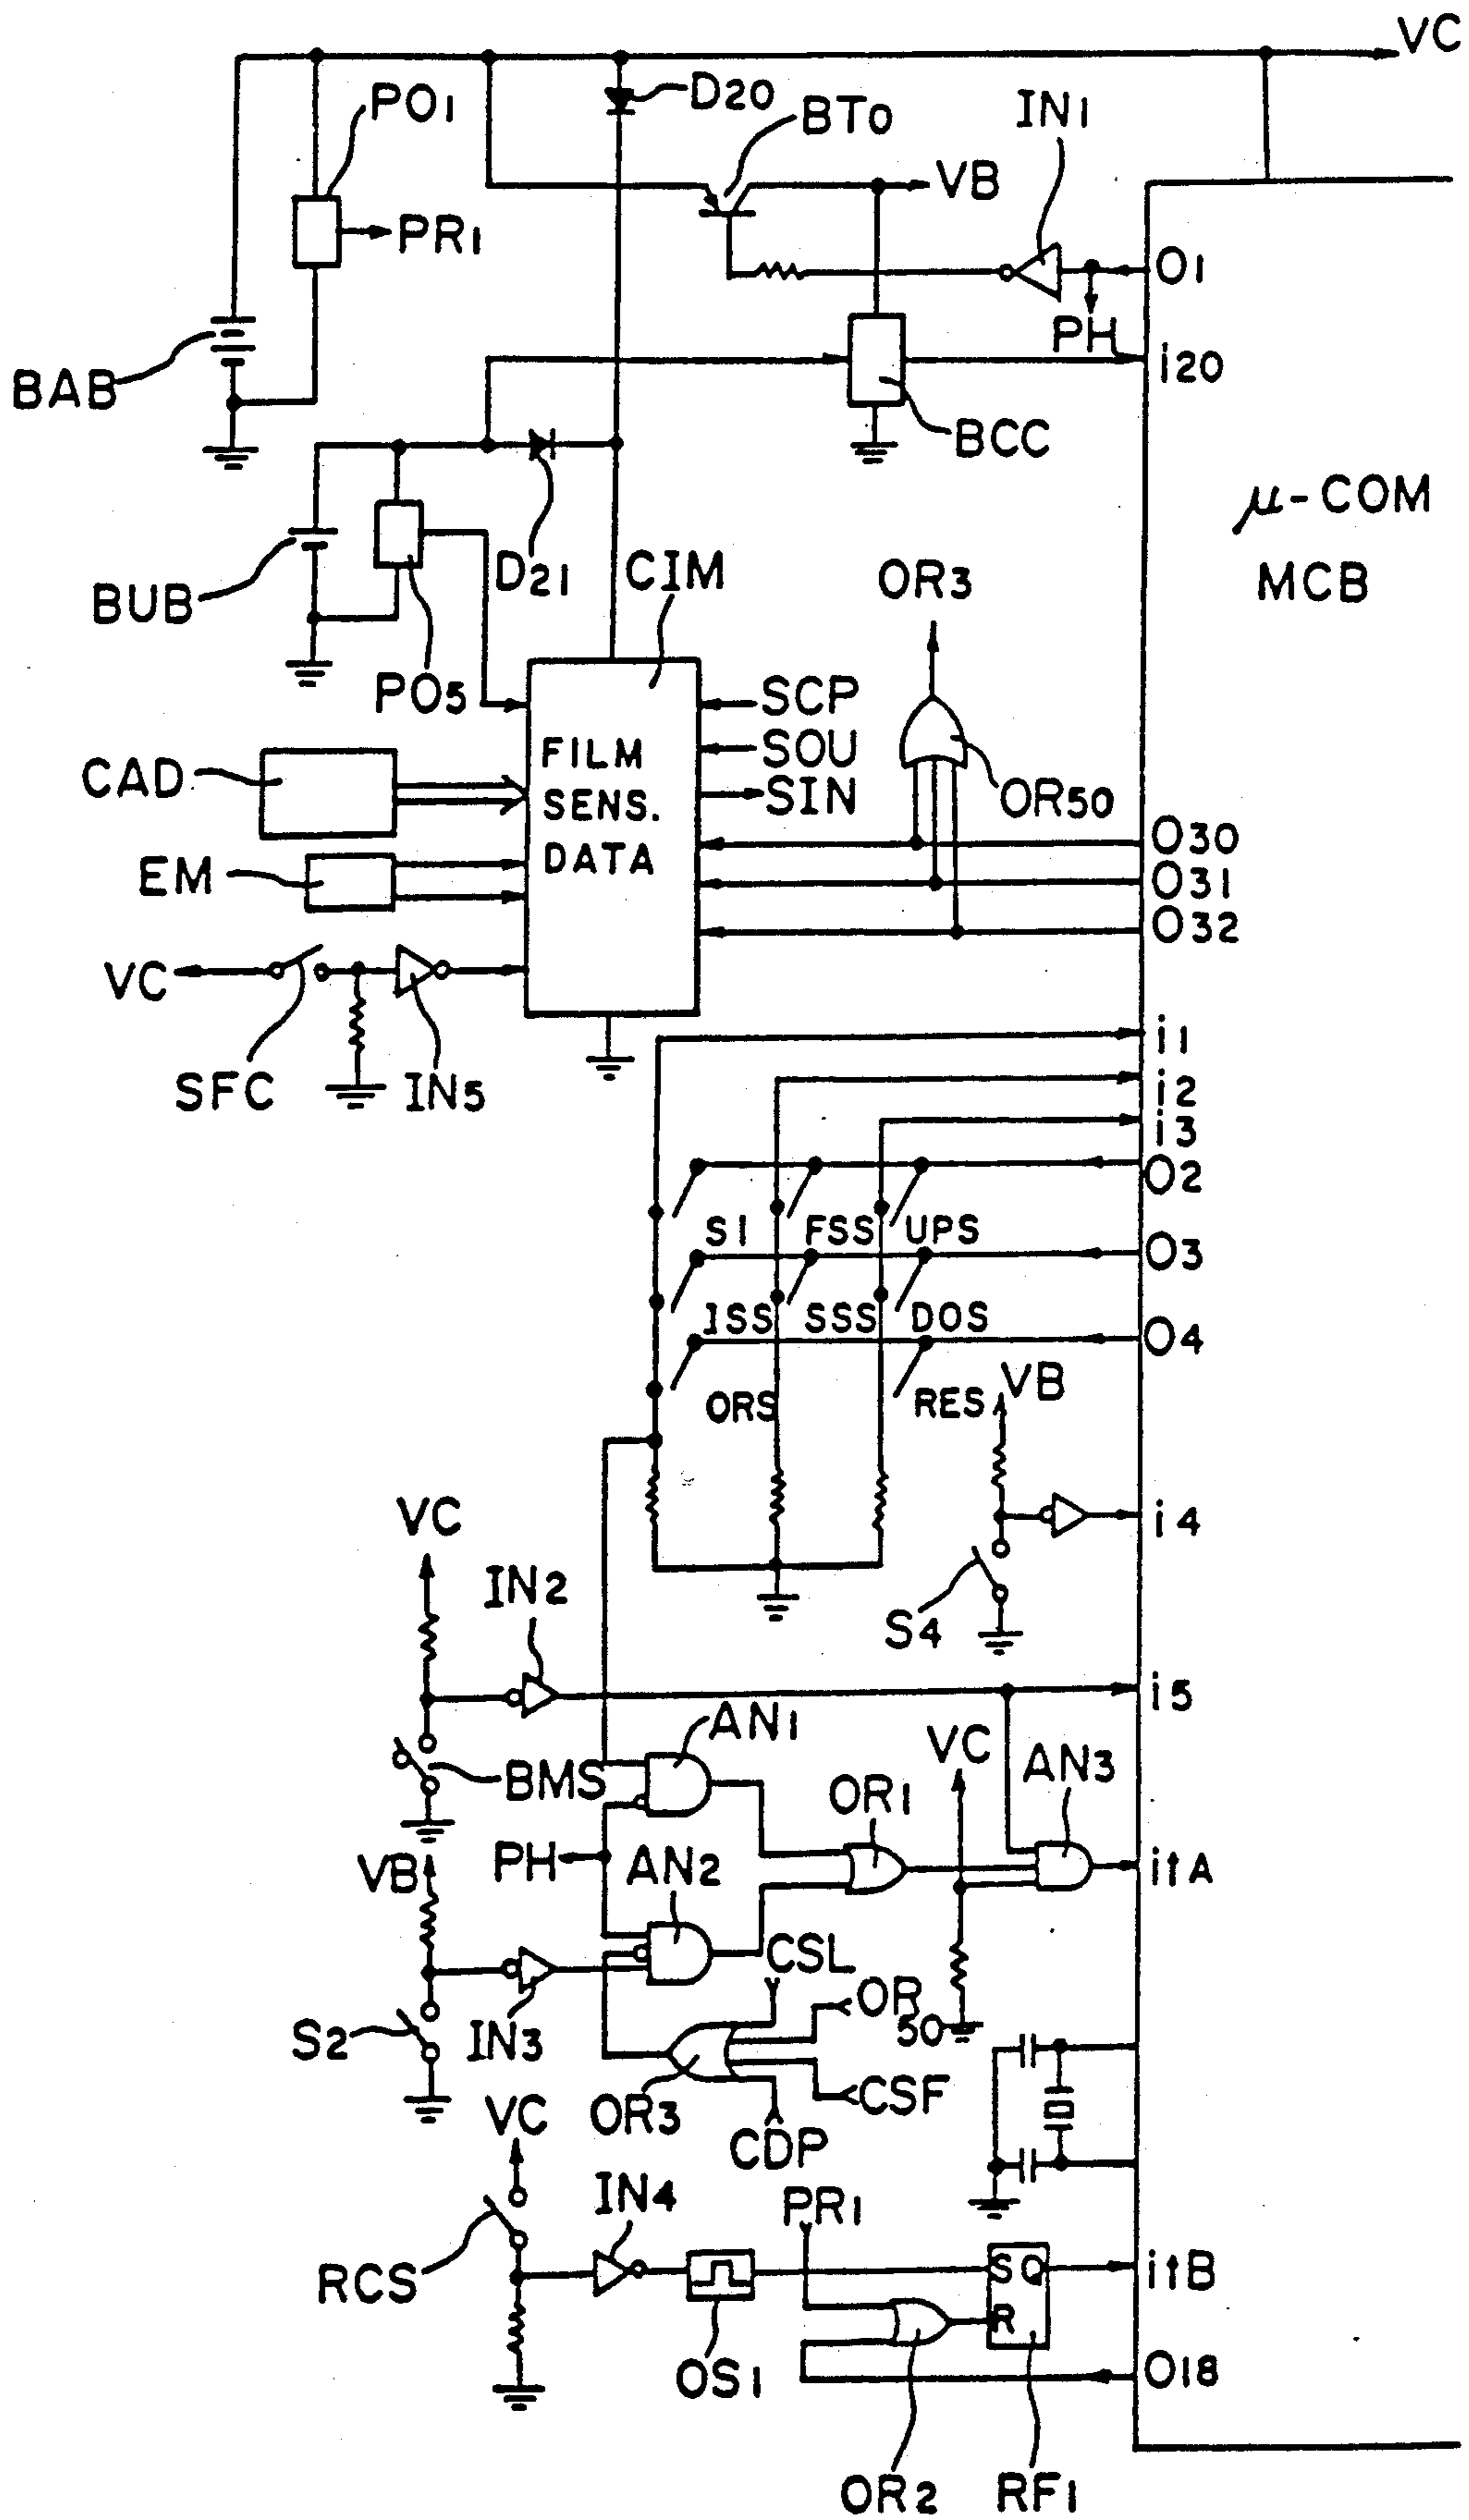 VC
PO1
D20
BTO
IN1
PR1
VB
O1
PH
i20
BAB
BCC
μ-COM
MCB
D21
CIM
OR3
BUB
PO5
SCP
FILM
SOU
CAD
SENS.
SIN
OR50
O30
DATA
EM
O31
O32
VC
i1
SFC
IN5
i2
i3
O2
S1
FSS
UPS
O3
ISS
SSS
DOS
O4
VB
ORS
RES
VC
i4
IN2
S4
i5
AN1
VC
AN3
BMS
OR1
PH
AN2
VB
itA
CSL
OR
50
S2
IN3
CSF
VC
OR3
CDP
IN4
PR1
RCS
S Q
itB
R
OS1
O18
OR2
RF1